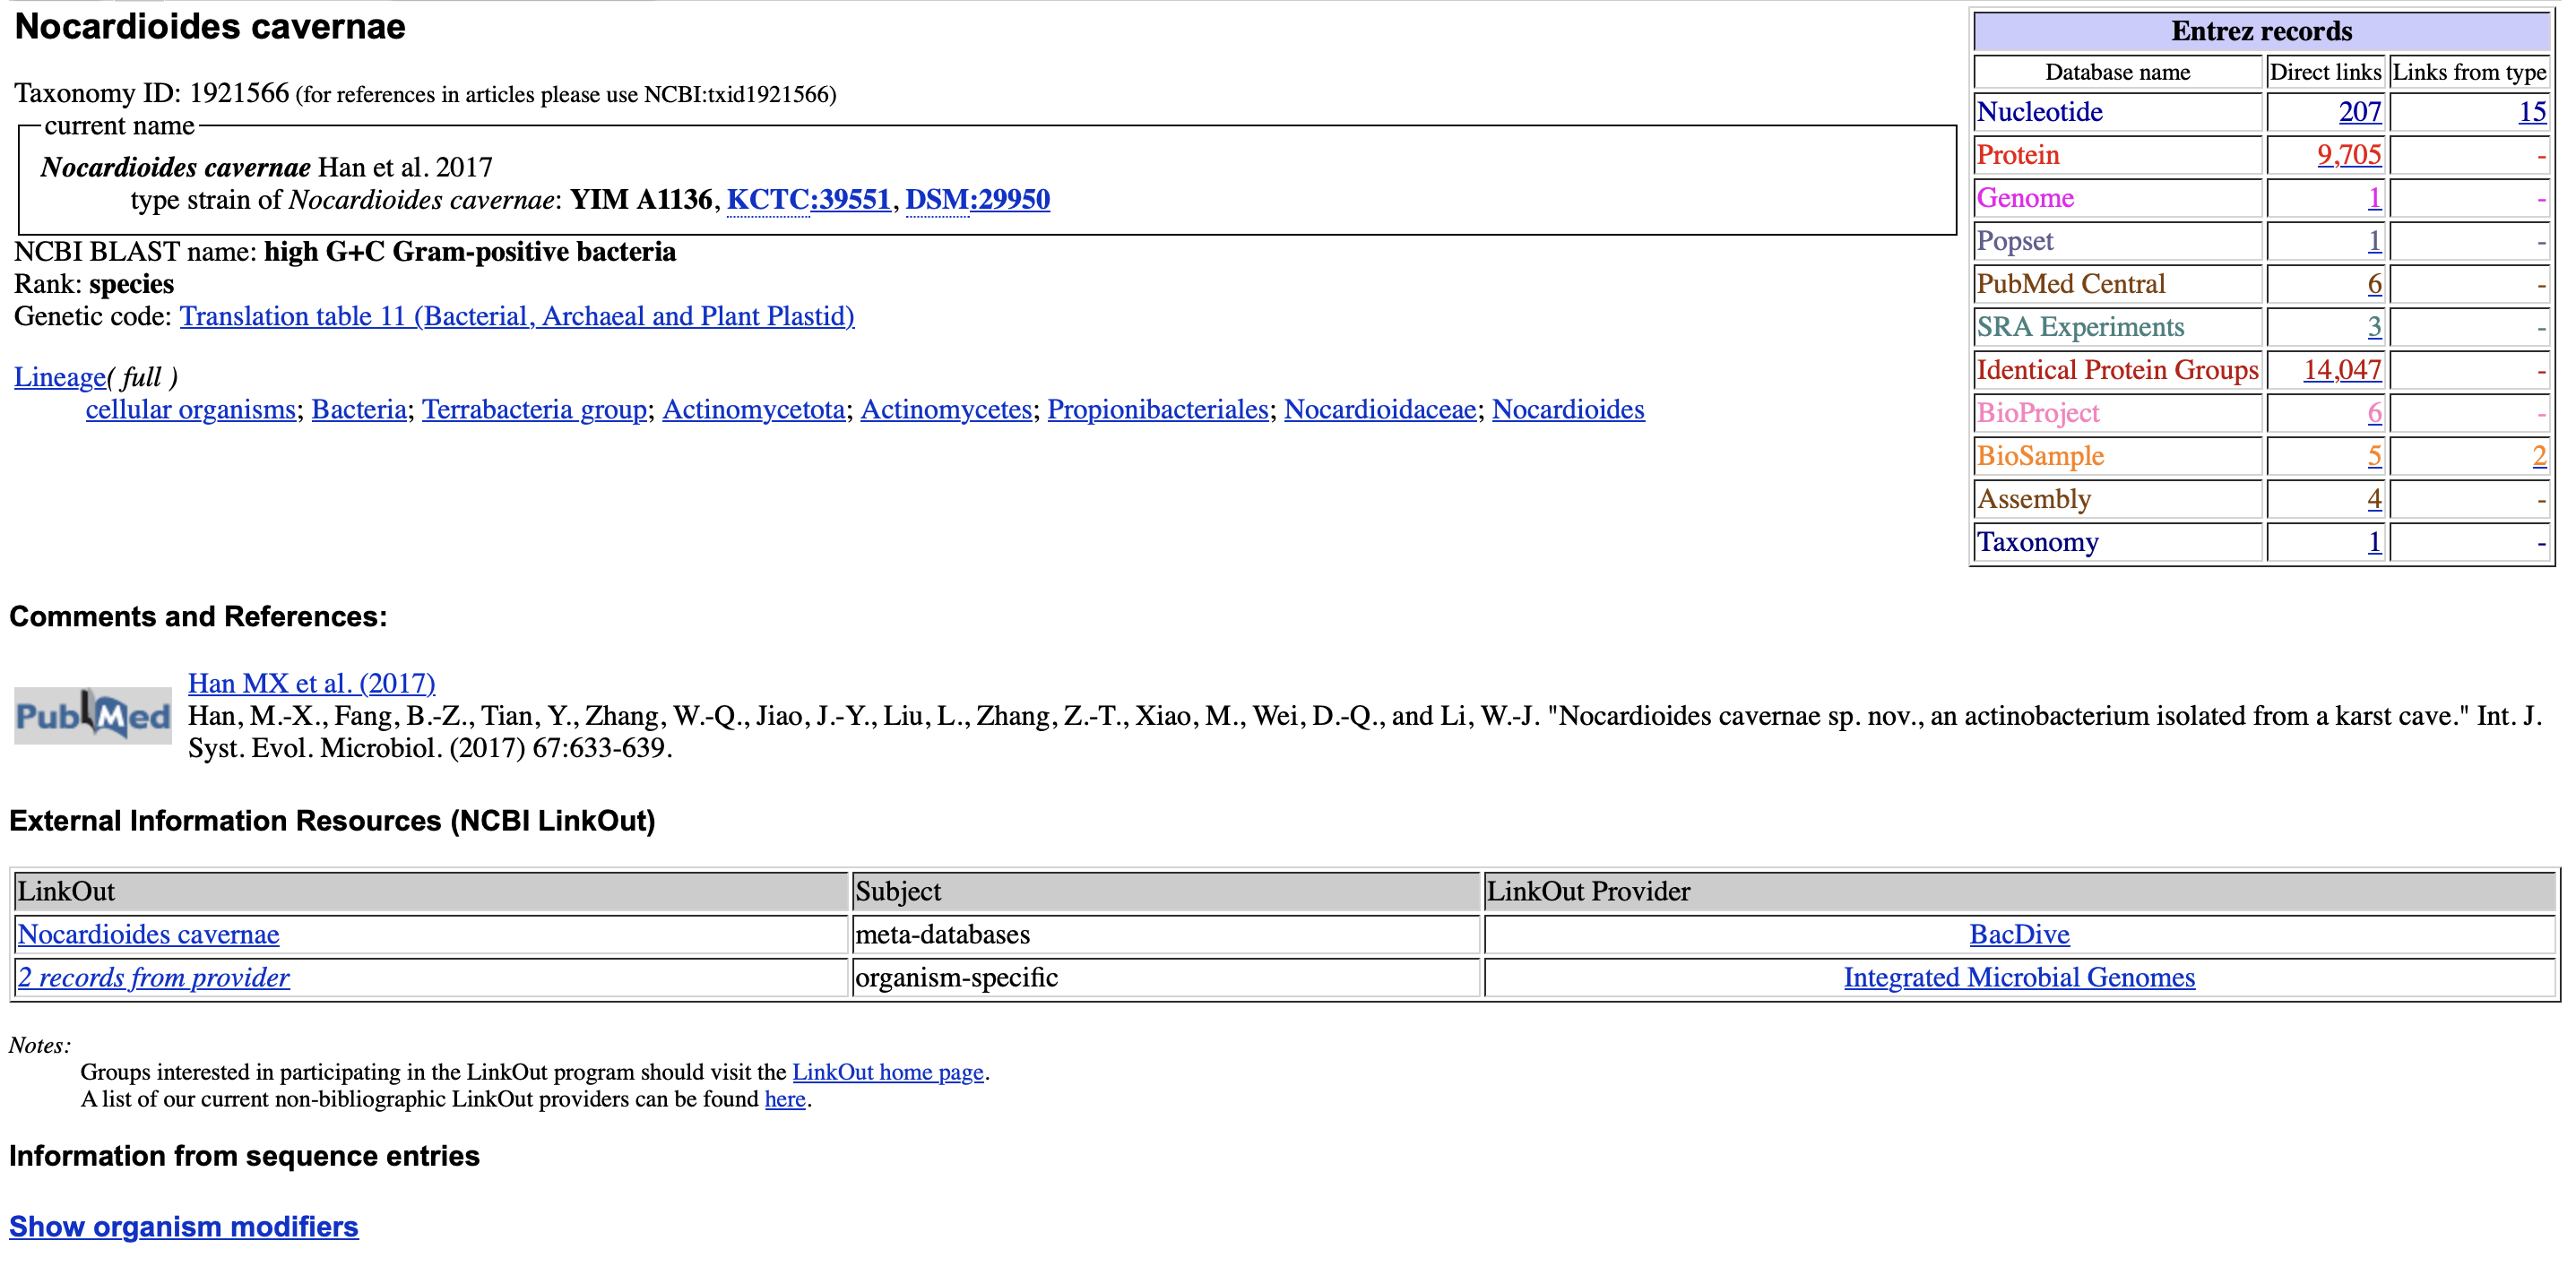 Nocardioides cavernae
Taxonomy ID: 1921566 (for references in articles please use NCBI:txid1921566)
current name
Nocardioides cavernae Han et al. 2017
type strain of Nocardioides cavernae: YIM A1136, KCTC:39551, DSM:29950
NCBI BLAST name: high G+C Gram-positive bacteria
Rank: species
Genetic code: Translation table 11 (Bacterial, Archaeal and Plant Plastid)
Lineage( full )
cellular organisms; Bacteria; Terrabacteria group; Actinomycetota; Actinomycetes; Propionibacteriales; Nocardioidaceae; Nocardioides
Entrez records
Database name Direct links Links from type
Nucleotide 207 15
Protein 9,705 -
Genome 1 -
Popset 1 -
PubMed Central 6 -
SRA Experiments 3 -
Identical Protein Groups 14,047 -
BioProject 6 -
BioSample 5 2
Assembly 4 -
Taxonomy 1 -
Comments and References:
PubMed
Han MX et al. (2017)
Han, M.-X., Fang, B.-Z., Tian, Y., Zhang, W.-Q., Jiao, J.-Y., Liu, L., Zhang, Z.-T., Xiao, M., Wei, D.-Q., and Li, W.-J. "Nocardioides cavernae sp. nov., an actinobacterium isolated from a karst cave." Int. J.
Syst. Evol. Microbiol. (2017) 67:633-639.
External Information Resources (NCBI LinkOut)
LinkOut Subject LinkOut Provider
Nocardioides cavernae meta-databases BacDive
2 records from provider organism-specific Integrated Microbial Genomes
Notes:
Groups interested in participating in the LinkOut program should visit the LinkOut home page.
A list of our current non-bibliographic LinkOut providers can be found here.
Information from sequence entries
Show organism modifiers